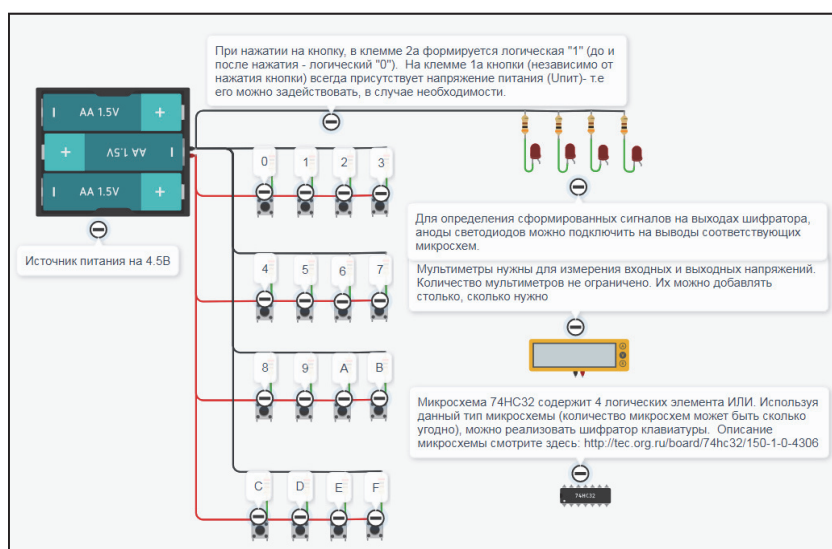 При нажатии на кнопку, в клемме 2а формируется логическая "1" (до и
после нажатия - логический "0"). На клемме 1а кнопки (независимо от
нажатия кнопки) всегда присутствует напряжение питания (Uпит)- т.е
его можно задействовать, в случае необходимости.
AA 1.5V +
+ AA 1.5V
AA 1.5V +
Источник питания на 4.5В
0 1 2 3
4 5 6 7
8 9 A B
C D E F
Для определения сформированных сигналов на выходах шифратора,
аноды светодиодов можно подключить на выводы соответствующих
микросхем.
Мультиметры нужны для измерения входных и выходных напряжений.
Количество мультиметров не ограничено. Их можно добавлять
столько, сколько нужно
Микросхема 74HC32 содержит 4 логических элемента ИЛИ. Используя
данный тип микросхемы (количество микросхем может быть сколько
угодно), можно реализовать шифратор клавиатуры. Описание
микросхемы смотрите здесь: http://tec.org.ru/board/74hc32/150-1-0-4306
74HC32